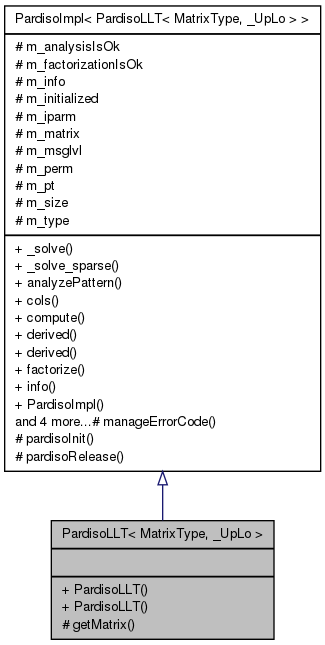 PardisoImpl< PardisoLLT< MatrixType, _UpLo > >
# m_analysisIsOk
# m_factorizationIsOk
# m_info
# m_initialized
# m_iparm
# m_matrix
# m_msglvl
# m_perm
# m_pt
# m_size
# m_type
+ _solve()
+ _solve_sparse()
+ analyzePattern()
+ cols()
+ compute()
+ derived()
+ derived()
+ factorize()
+ info()
+ PardisoImpl()
and 4 more...# manageErrorCode()
# pardisoInit()
# pardisoRelease()
PardisoLLT< MatrixType, _UpLo >
+ PardisoLLT()
+ PardisoLLT()
# getMatrix()